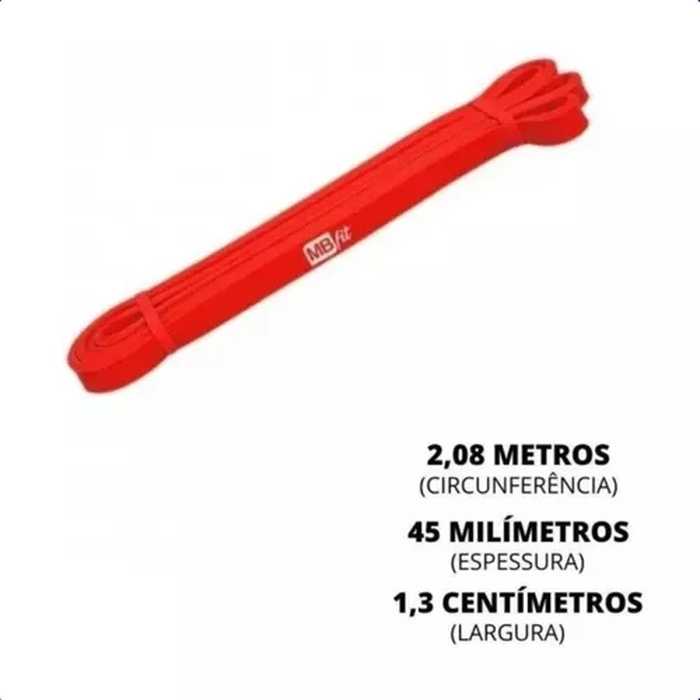 MB fit
2,08 METROS
(CIRCUNFERÊNCIA)
45 MILÍMETROS
(ESPESSURA)
1,3 CENTÍMETROS
(LARGURA)